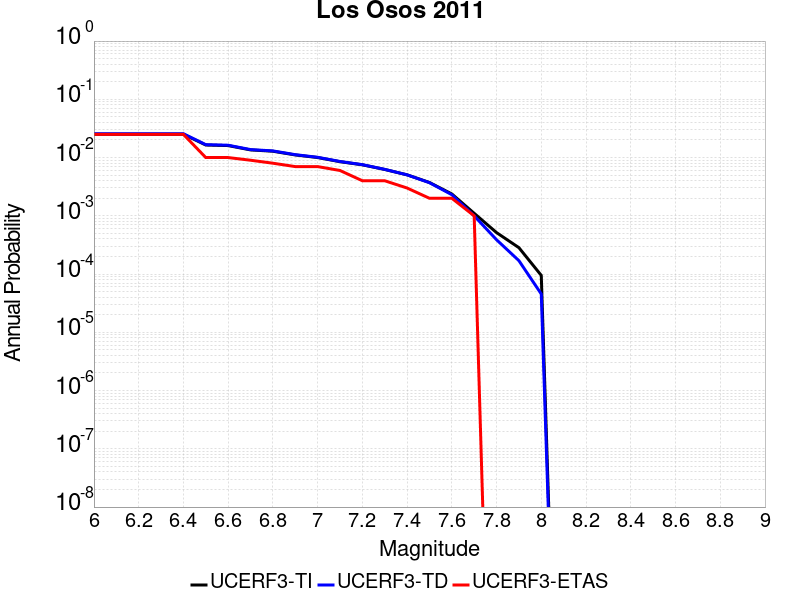 Los Osos 2011
10^0
10^-1
10^-2
10^-3
10^-4
10^-5
10^-6
10^-7
10^-8
Annual Probability
6 6.2 6.4 6.6 6.8 7 7.2 7.4 7.6 7.8 8 8.2 8.4 8.6 8.8 9
Magnitude
UCERF3-TI UCERF3-TD UCERF3-ETAS